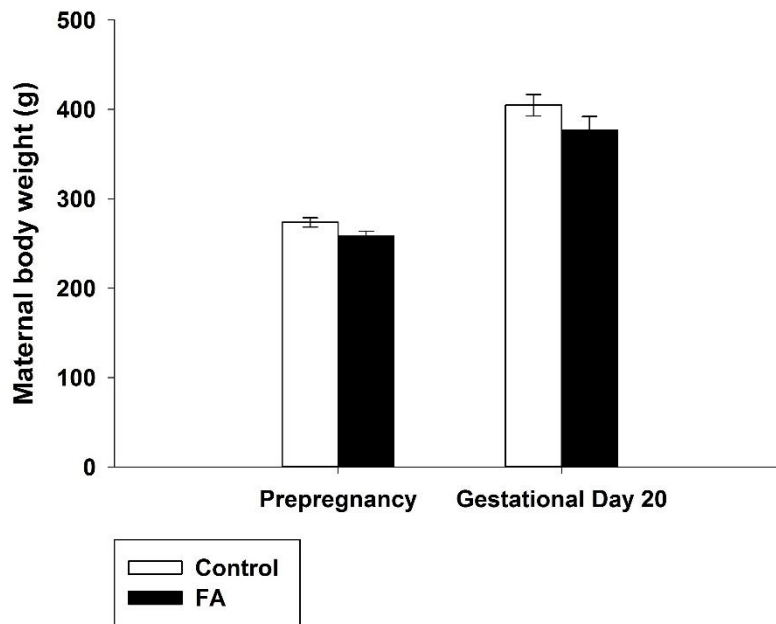 500
400
300
200
100
0
Maternal body weight (g)
Prepregnancy Gestational Day 20
Control
FA